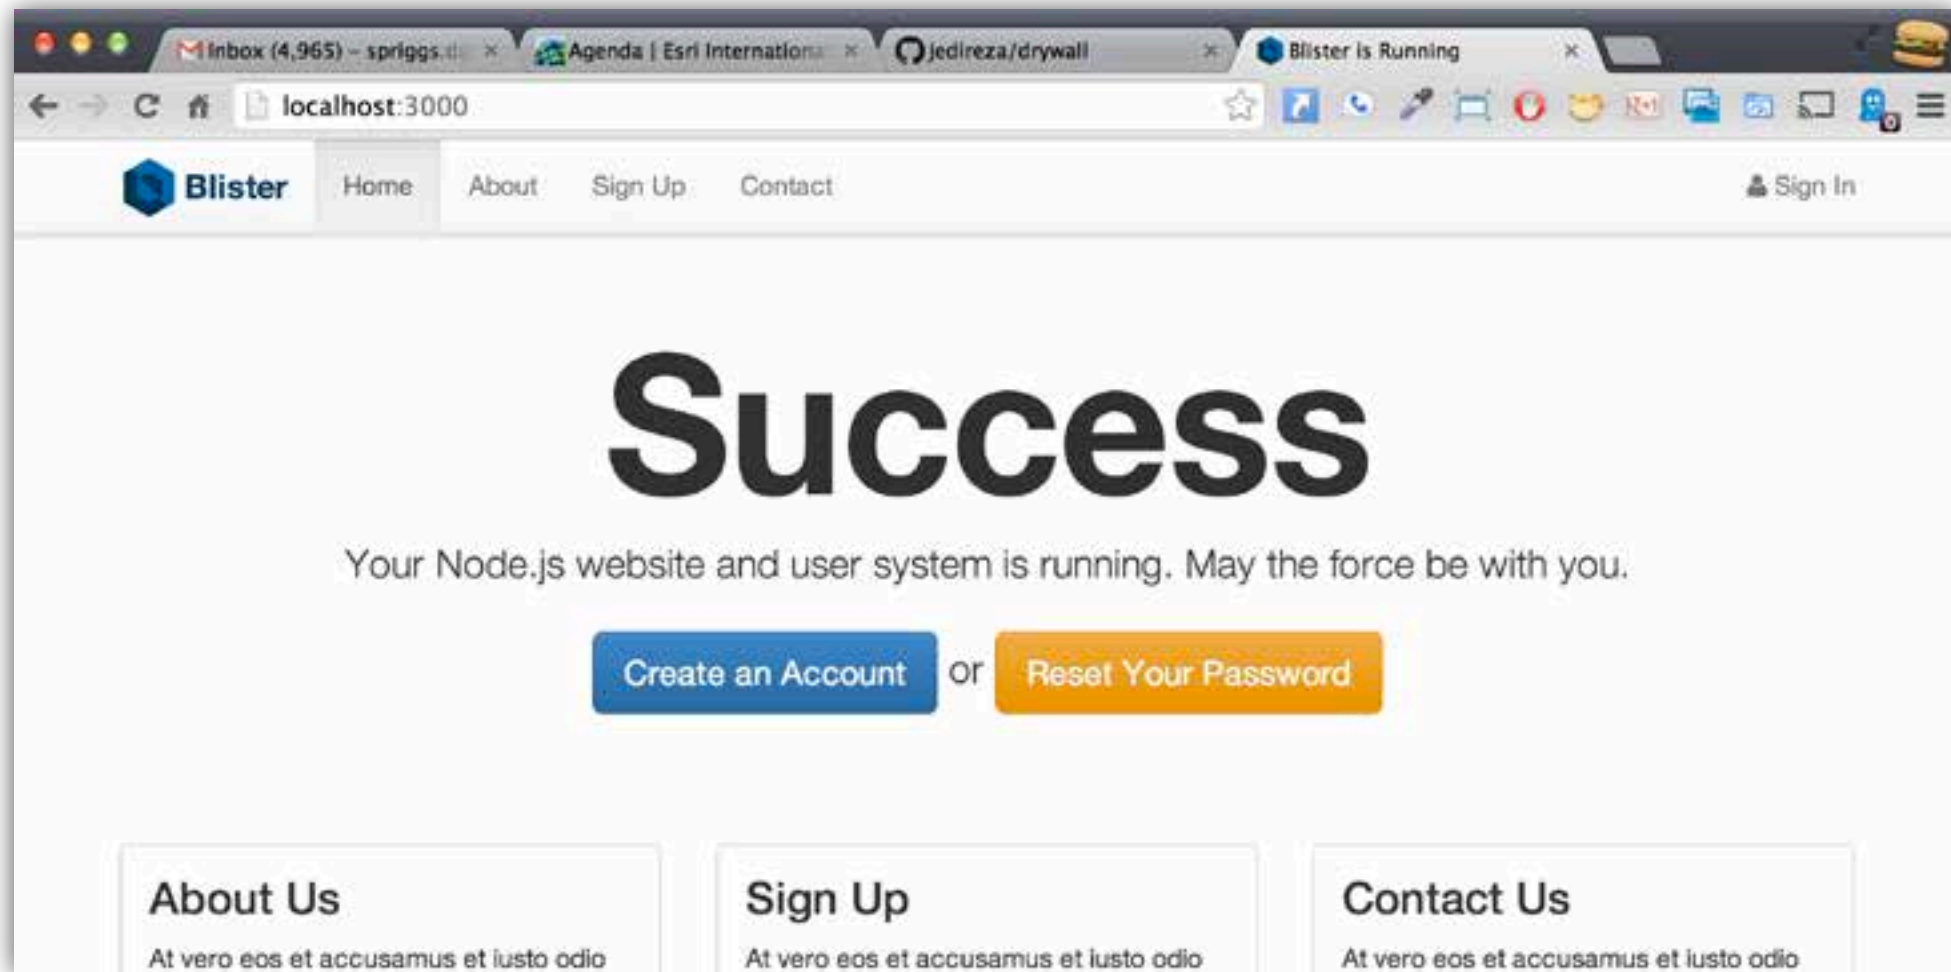 Inbox (4,965) – spriggs.d
Agenda | Esri Internationa
jedireza/drywall
Blister is Running
localhost:3000
Blister
Home
About
Sign Up
Contact
Sign In
Success
Your Node.js website and user system is running. May the force be with you.
Create an Account or Reset Your Password
About Us
At vero eos et accusamus et iusto odio
Sign Up
At vero eos et accusamus et iusto odio
Contact Us
At vero eos et accusamus et iusto odio